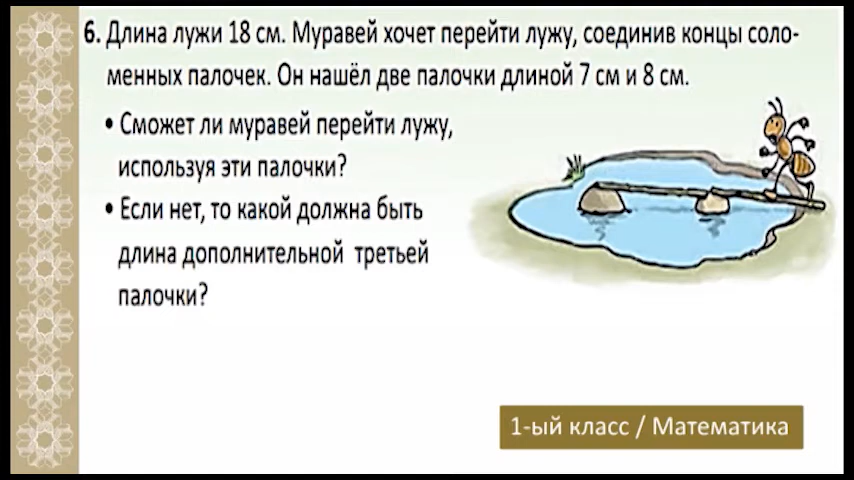 6. Длина лужи 18 см. Муравей хочет перейти лужу, соединив концы соло-
менных палочек. Он нашёл две палочки длиной 7 см и 8 см.
• Сможет ли муравей перейти лужу,
используя эти палочки?
• Если нет, то какой должна быть
длина дополнительной третьей
палочки?
1-ый класс / Математика